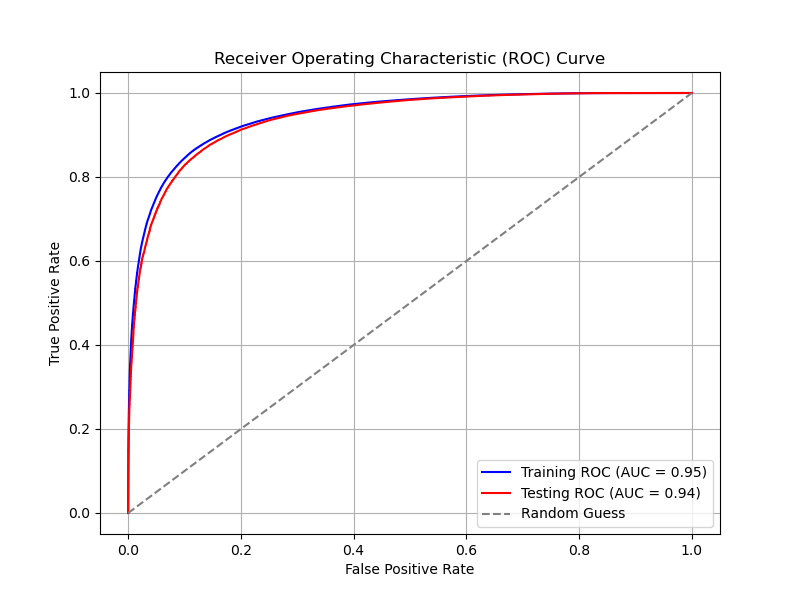 Receiver Operating Characteristic (ROC) Curve
True Positive Rate
1.0
0.8
0.6
0.4
0.2
0.0
Training ROC (AUC = 0.95)
Testing ROC (AUC = 0.94)
Random Guess
0.0 0.2 0.4 0.6 0.8 1.0
False Positive Rate